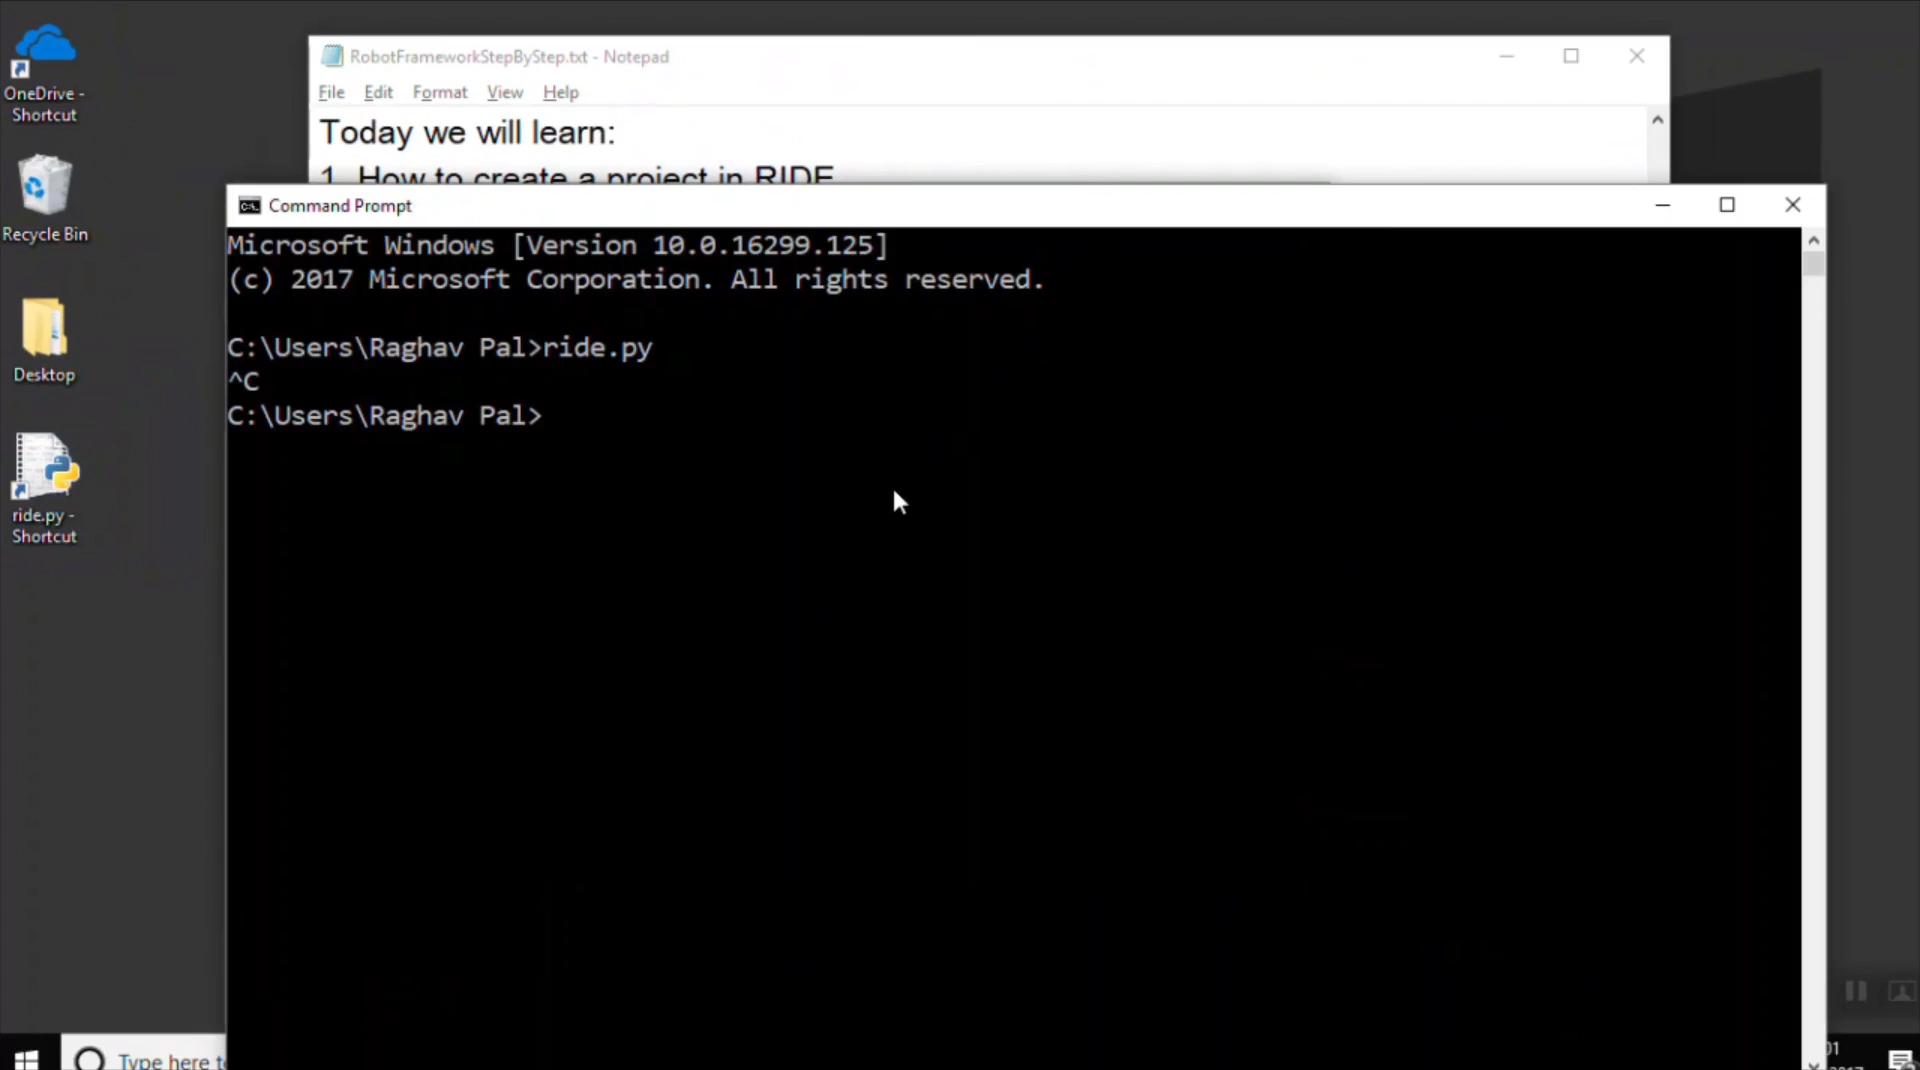 OneDrive -
Shortcut
Recycle Bin
Desktop
ride.py -
Shortcut
RobotFrameworkStepByStep.txt - Notepad
File Edit Format View Help
Today we will learn:
1. How to create a project in RIDE
Command Prompt
Microsoft Windows [Version 10.0.16299.125]
(c) 2017 Microsoft Corporation. All rights reserved.
C:\Users\Raghav Pal>ride.py
^C
C:\Users\Raghav Pal>
Type here t
01